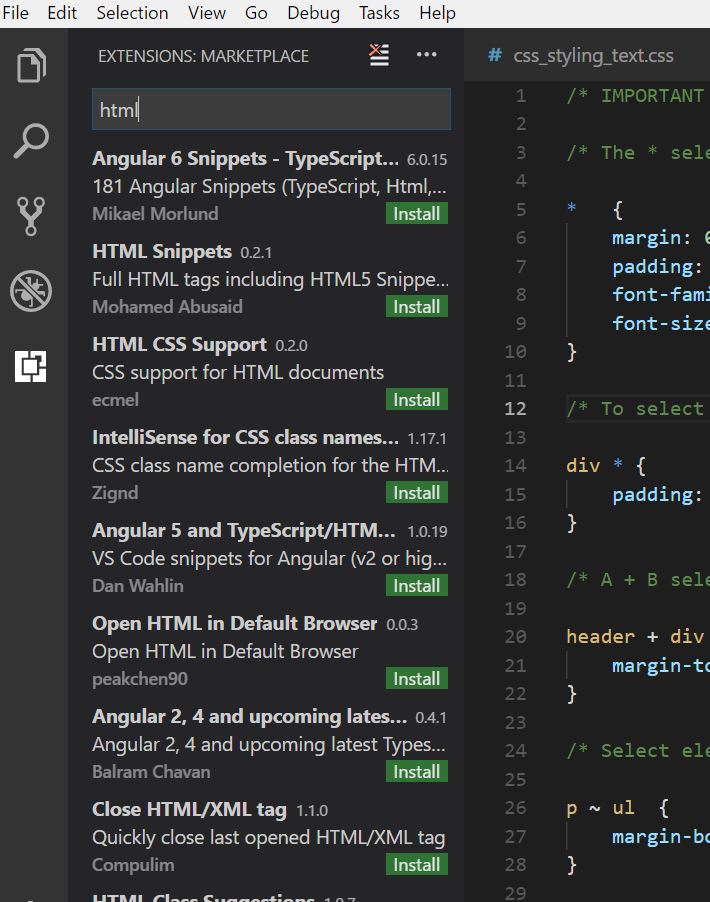 File Edit Selection View Go Debug Tasks Help
EXTENSIONS: MARKETPLACE
html
Angular 6 Snippets - TypeScript... 6.0.15
181 Angular Snippets (TypeScript, Html,...
Mikael Morlund Install
HTML Snippets 0.2.1
Full HTML tags including HTML5 Snippe...
Mohamed Abusaid Install
HTML CSS Support 0.2.0
CSS support for HTML documents
ecmel Install
IntelliSense for CSS class names... 1.17.1
CSS class name completion for the HTM...
Zignd Install
Angular 5 and TypeScript/HTM... 1.0.19
VS Code snippets for Angular (v2 or hig...
Dan Wahlin Install
Open HTML in Default Browser 0.0.3
Open HTML in Default Browser
peakchen90 Install
Angular 2, 4 and upcoming lates... 0.4.1
Angular 2, 4 and upcoming latest Types...
Balram Chavan Install
Close HTML/XML tag 1.1.0
Quickly close last opened HTML/XML tag
Compulim Install
HTML Class Suggestions
# css_styling_text.css
1 /* IMPORTANT
2
3 /* The * sele
4
5 * {
6 margin: 0
7 padding:
8 font-fami
9 font-size
10 }
11
12 /* To select
13
14 div * {
15 padding:
16 }
17
18 /* A + B sele
19
20 header + div
21 margin-to
22 }
23
24 /* Select ele
25
26 p ~ ul {
27 margin-bo
28 }
29